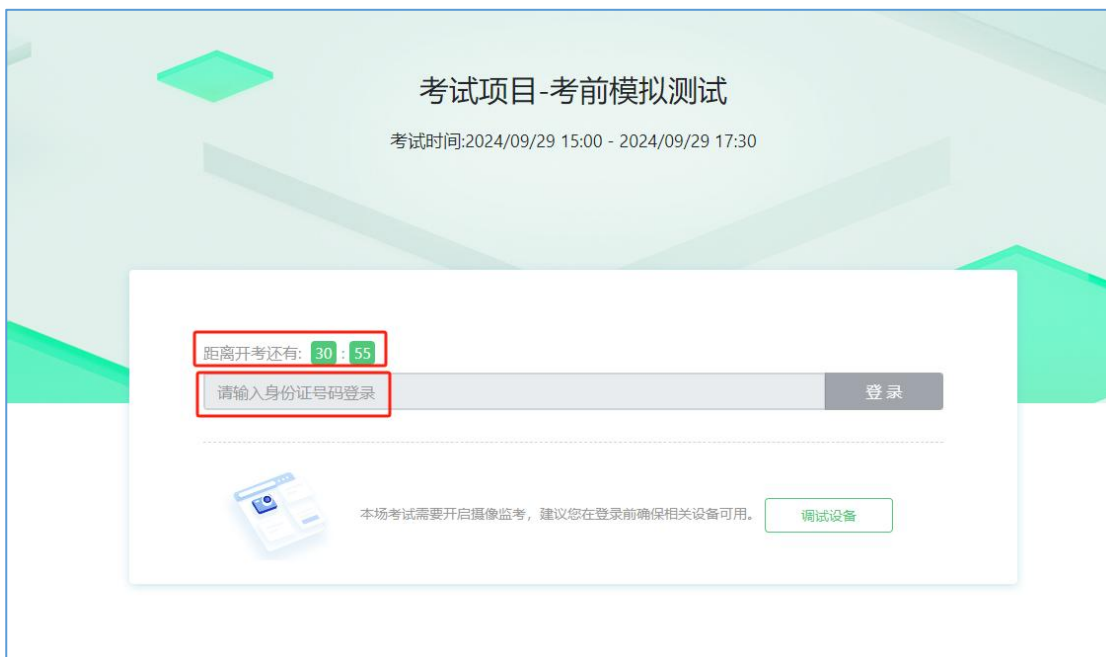 考试项目-考前模拟测试
考试时间:2024/09/29 15:00 - 2024/09/29 17:30
距离开考还有: 30 : 55
请输入身份证号码登录 登 录
本场考试需要开启摄像监考，建议您在登录前确保相关设备可用。 调试设备